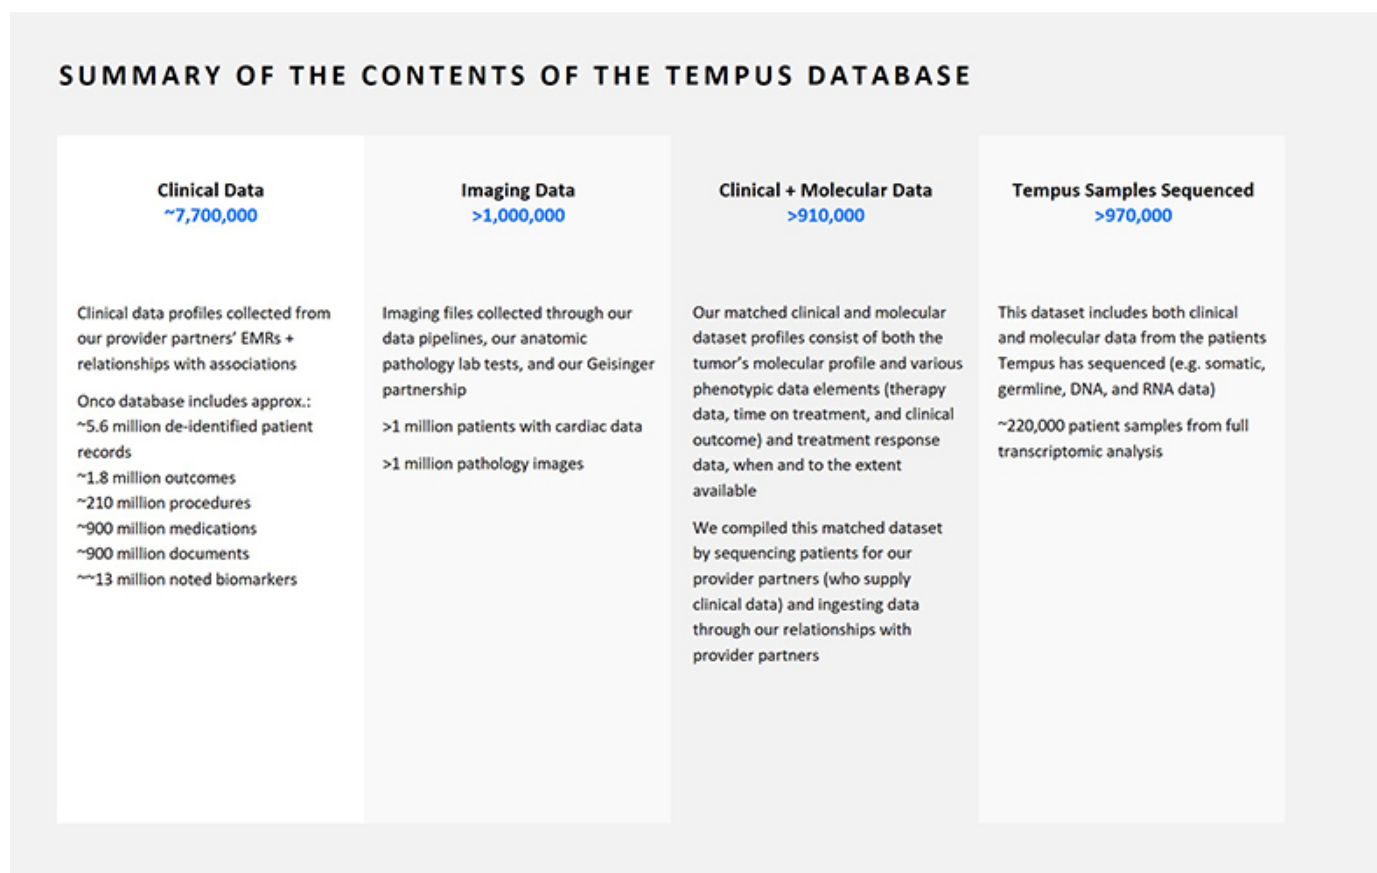 SUMMARY OF THE CONTENTS OF THE TEMPUS DATABASE
Clinical Data
~7,700,000
Clinical data profiles collected from
our provider partners’ EMRs +
relationships with associations
Onco database includes approx.:
~5.6 million de-identified patient
records
~1.8 million outcomes
~210 million procedures
~900 million medications
~900 million documents
~~13 million noted biomarkers
Imaging Data
>1,000,000
Imaging files collected through our
data pipelines, our anatomic
pathology lab tests, and our Geisinger
partnership
>1 million patients with cardiac data
>1 million pathology images
Clinical + Molecular Data
>910,000
Our matched clinical and molecular
dataset profiles consist of both the
tumor’s molecular profile and various
phenotypic data elements (therapy
data, time on treatment, and clinical
outcome) and treatment response
data, when and to the extent
available
We compiled this matched dataset
by sequencing patients for our
provider partners (who supply
clinical data) and ingesting data
through our relationships with
provider partners
Tempus Samples Sequenced
>970,000
This dataset includes both clinical
and molecular data from the patients
Tempus has sequenced (e.g. somatic,
germline, DNA, and RNA data)
~220,000 patient samples from full
transcriptomic analysis